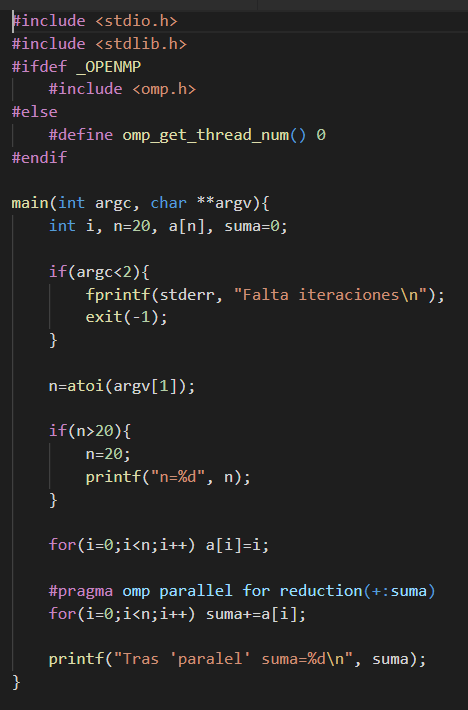 #include <stdio.h>
#include <stdlib.h>
#ifdef _OPENMP
    #include <omp.h>
#else
    #define omp_get_thread_num() 0
#endif

main(int argc, char **argv){
    int i, n=20, a[n], suma=0;

    if(argc<2){
        fprintf(stderr, "Falta iteraciones\n");
        exit(-1);
    }

    n=atoi(argv[1]);

    if(n>20){
        n=20;
        printf("n=%d", n);
    }

    for(i=0;i<n;i++) a[i]=i;

    #pragma omp parallel for reduction(+:suma)
    for(i=0;i<n;i++) suma+=a[i];

    printf("Tras 'paralel' suma=%d\n", suma);
}